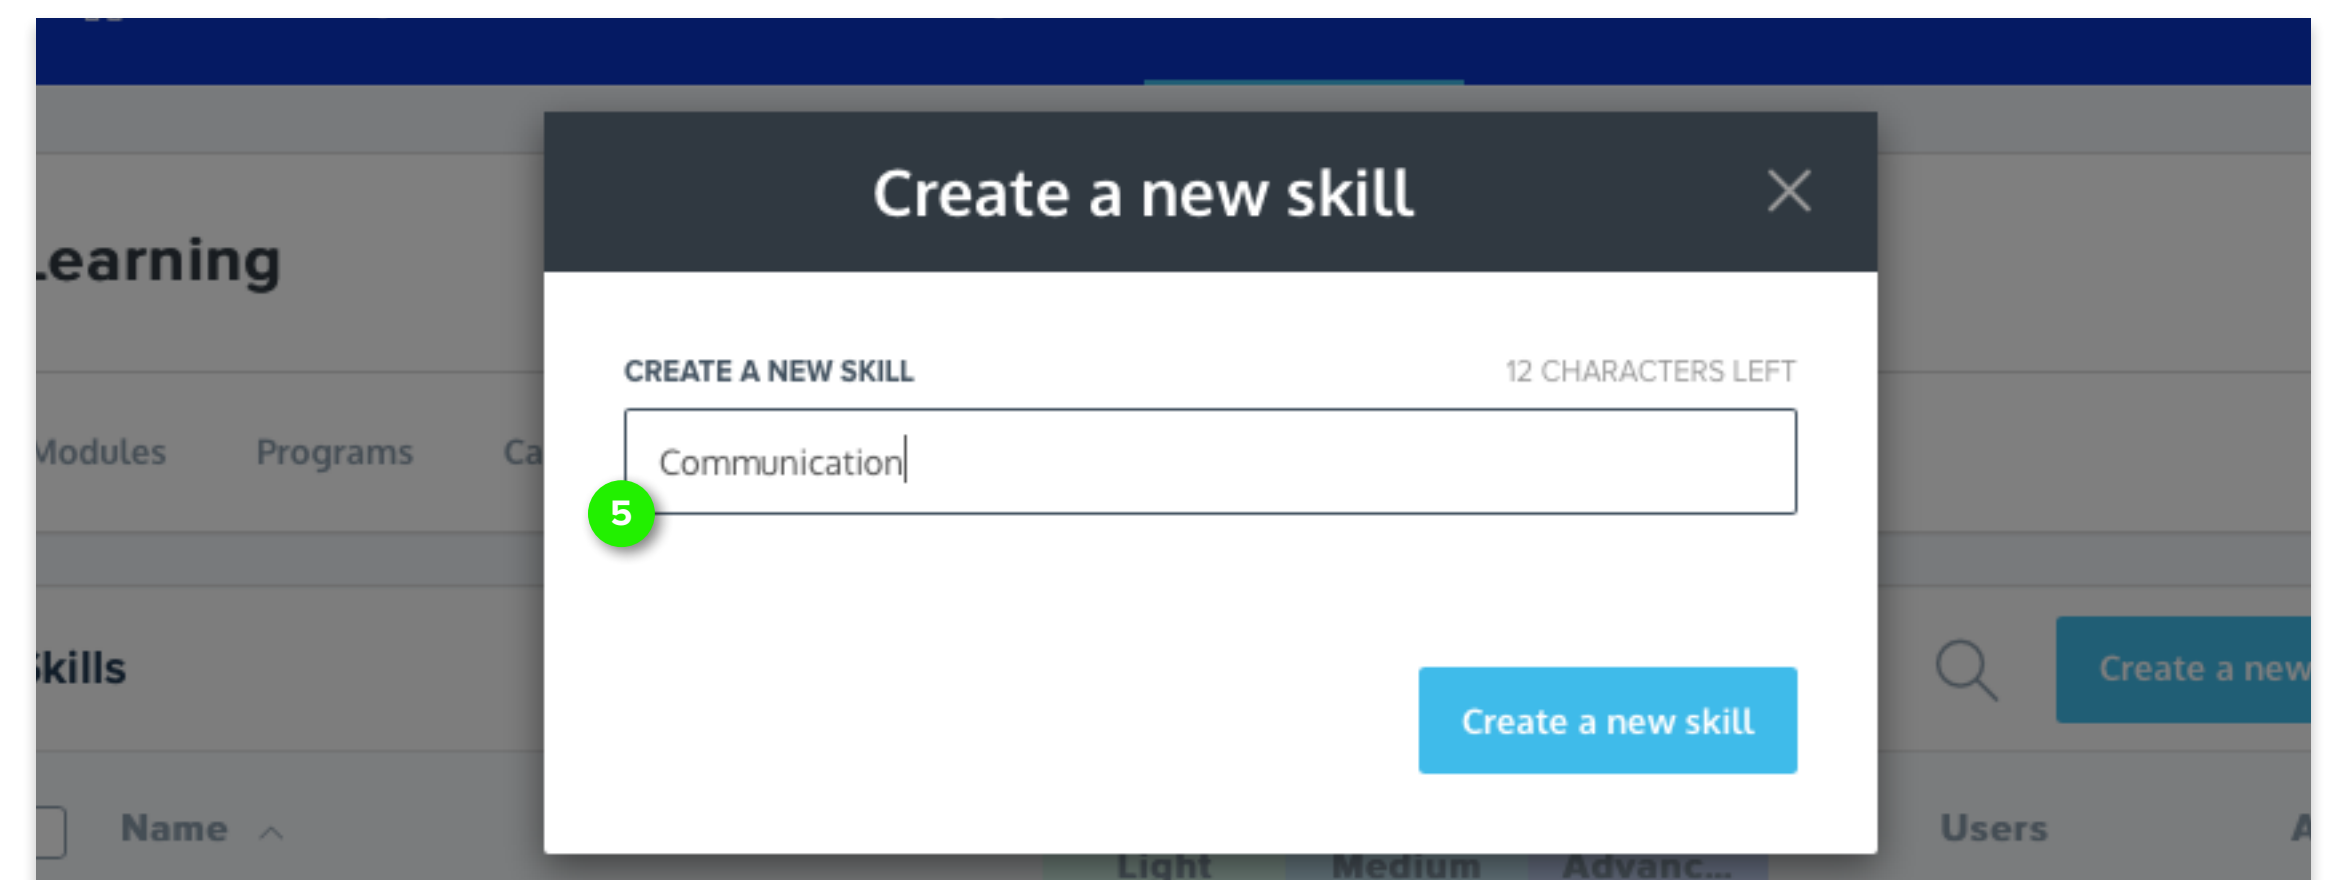 Create a new skill
Learning
CREATE A NEW SKILL
12 CHARACTERS LEFT
Modules
Programs
Ca
Communication
5
Skills
Create a new
Create a new skill
Name
Users
A
Light
Medium
Advanc...